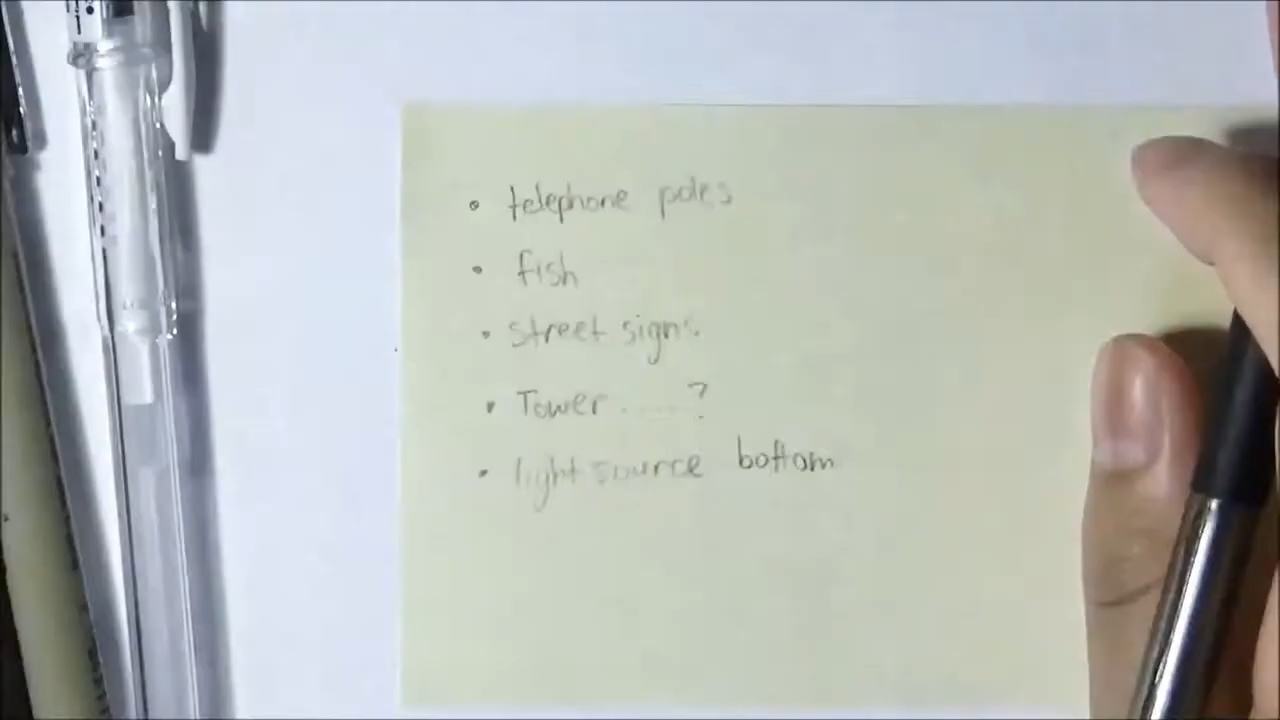 • telephone poles
• fish
• street signs
• Tower ......?
• light source bottom